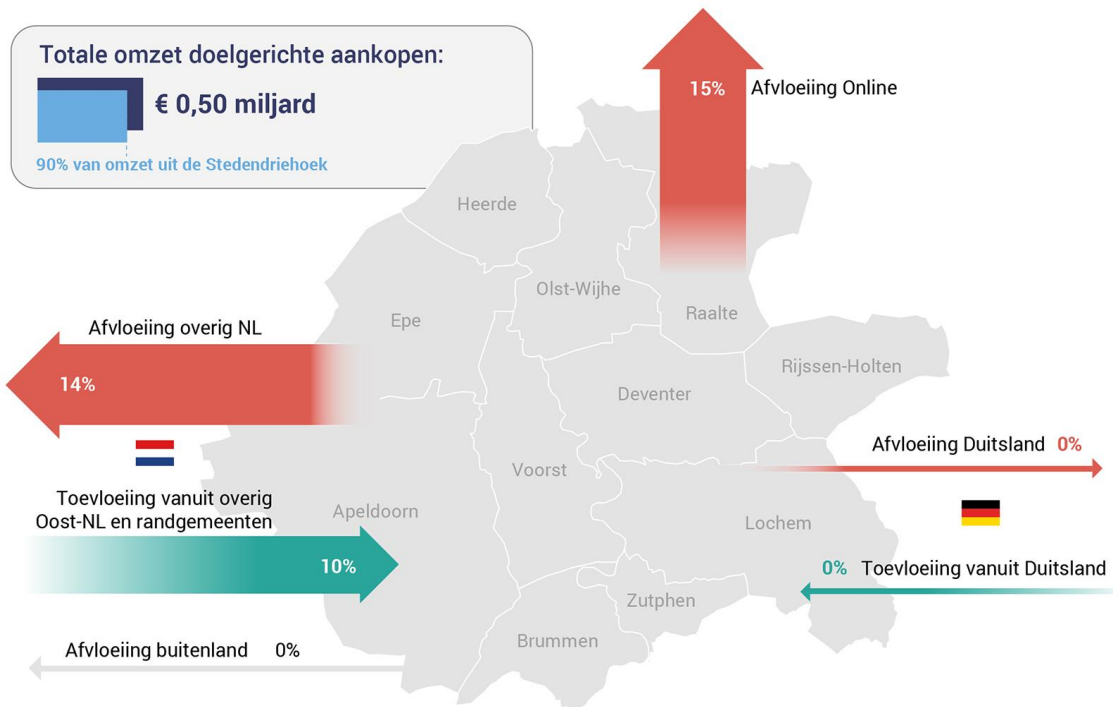 Totale omzet doelgerichte aankopen:
€ 0,50 miljard
90% van omzet uit de Stedendriehoek
15%
Afvloeiing Online
Heerde
Olst-Wijhe
Raalte
Epe
Afvloeiing overig NL
14%
Rijssen-Holten
Deventer
Afvloeiing Duitsland 0%
Voorst
Toevloeiing vanuit overig
Oost-NL en randgemeenten
Apeldoorn
Lochem
10%
0% Toevloeiing vanuit Duitsland
Zutphen
Brummen
Afvloeiing buitenland 0%